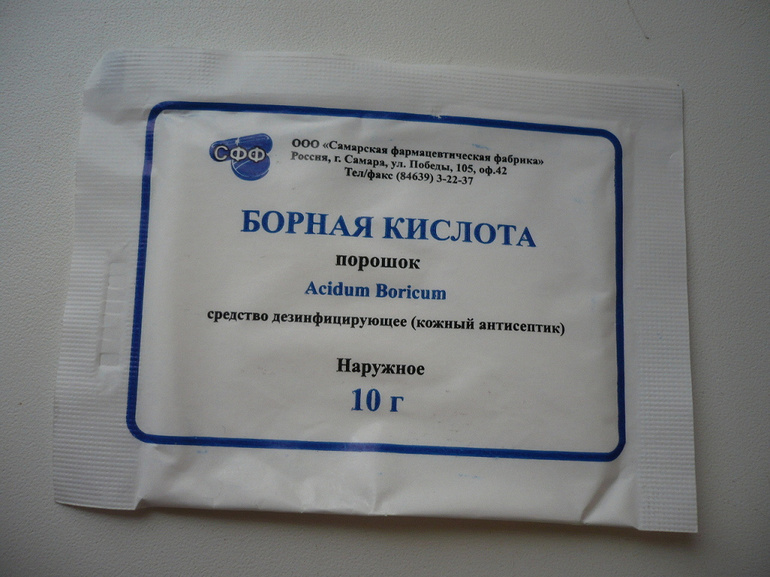 СФФ
ООО «Самарская фармацевтическая фабрика»
Россия, г. Самара, ул. Победы, 105, оф.42
Тел/факс (84639) 3-22-37
БОРНАЯ КИСЛОТА
порошок
Acidum Boricum
средство дезинфицирующее (кожный антисептик)
Наружное
10 г